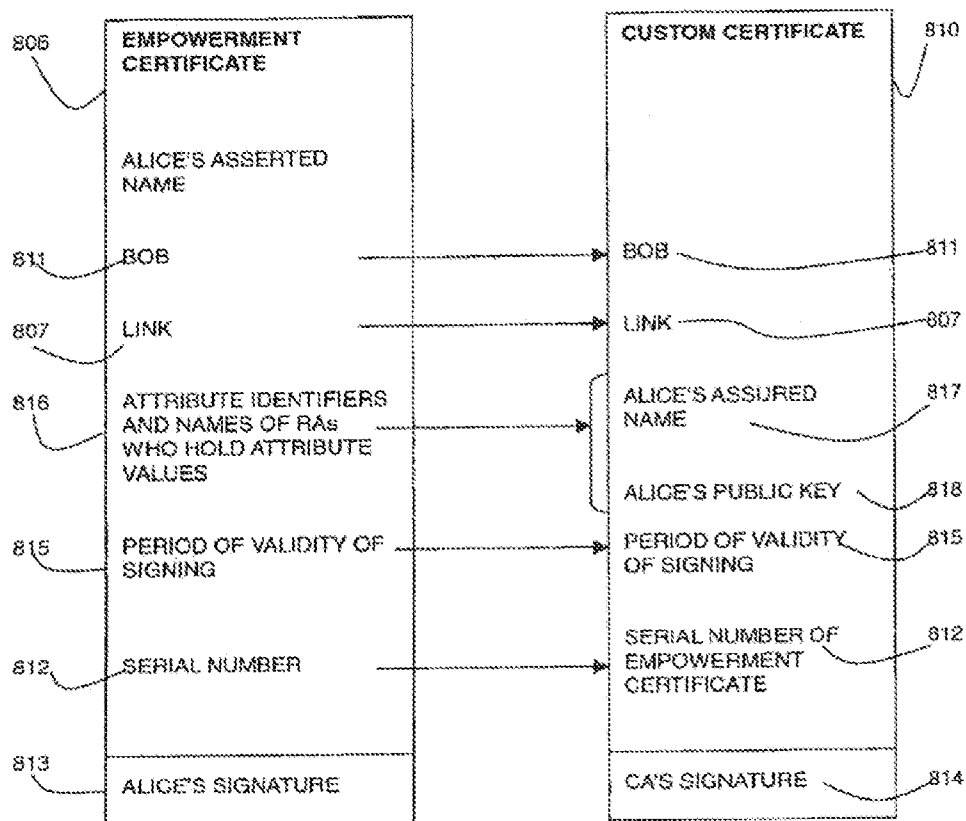 806
EMPOWERMENT
CERTIFICATE
ALICE'S ASSERTED
NAME
811
BOB
807
LINK
816
ATTRIBUTE IDENTIFIERS
AND NAMES OF RAs
WHO HOLD ATTRIBUTE
VALUES
815
PERIOD OF VALIDITY OF
SIGNING
812
SERIAL NUMBER
813
ALICE'S SIGNATURE
CUSTOM CERTIFICATE
810
BOB
811
LINK
807
ALICE'S ASSURED
NAME
817
ALICE'S PUBLIC KEY
818
PERIOD OF VALIDITY
OF SIGNING
815
SERIAL NUMBER OF
EMPOWERMENT
CERTIFICATE
812
CA'S SIGNATURE
814